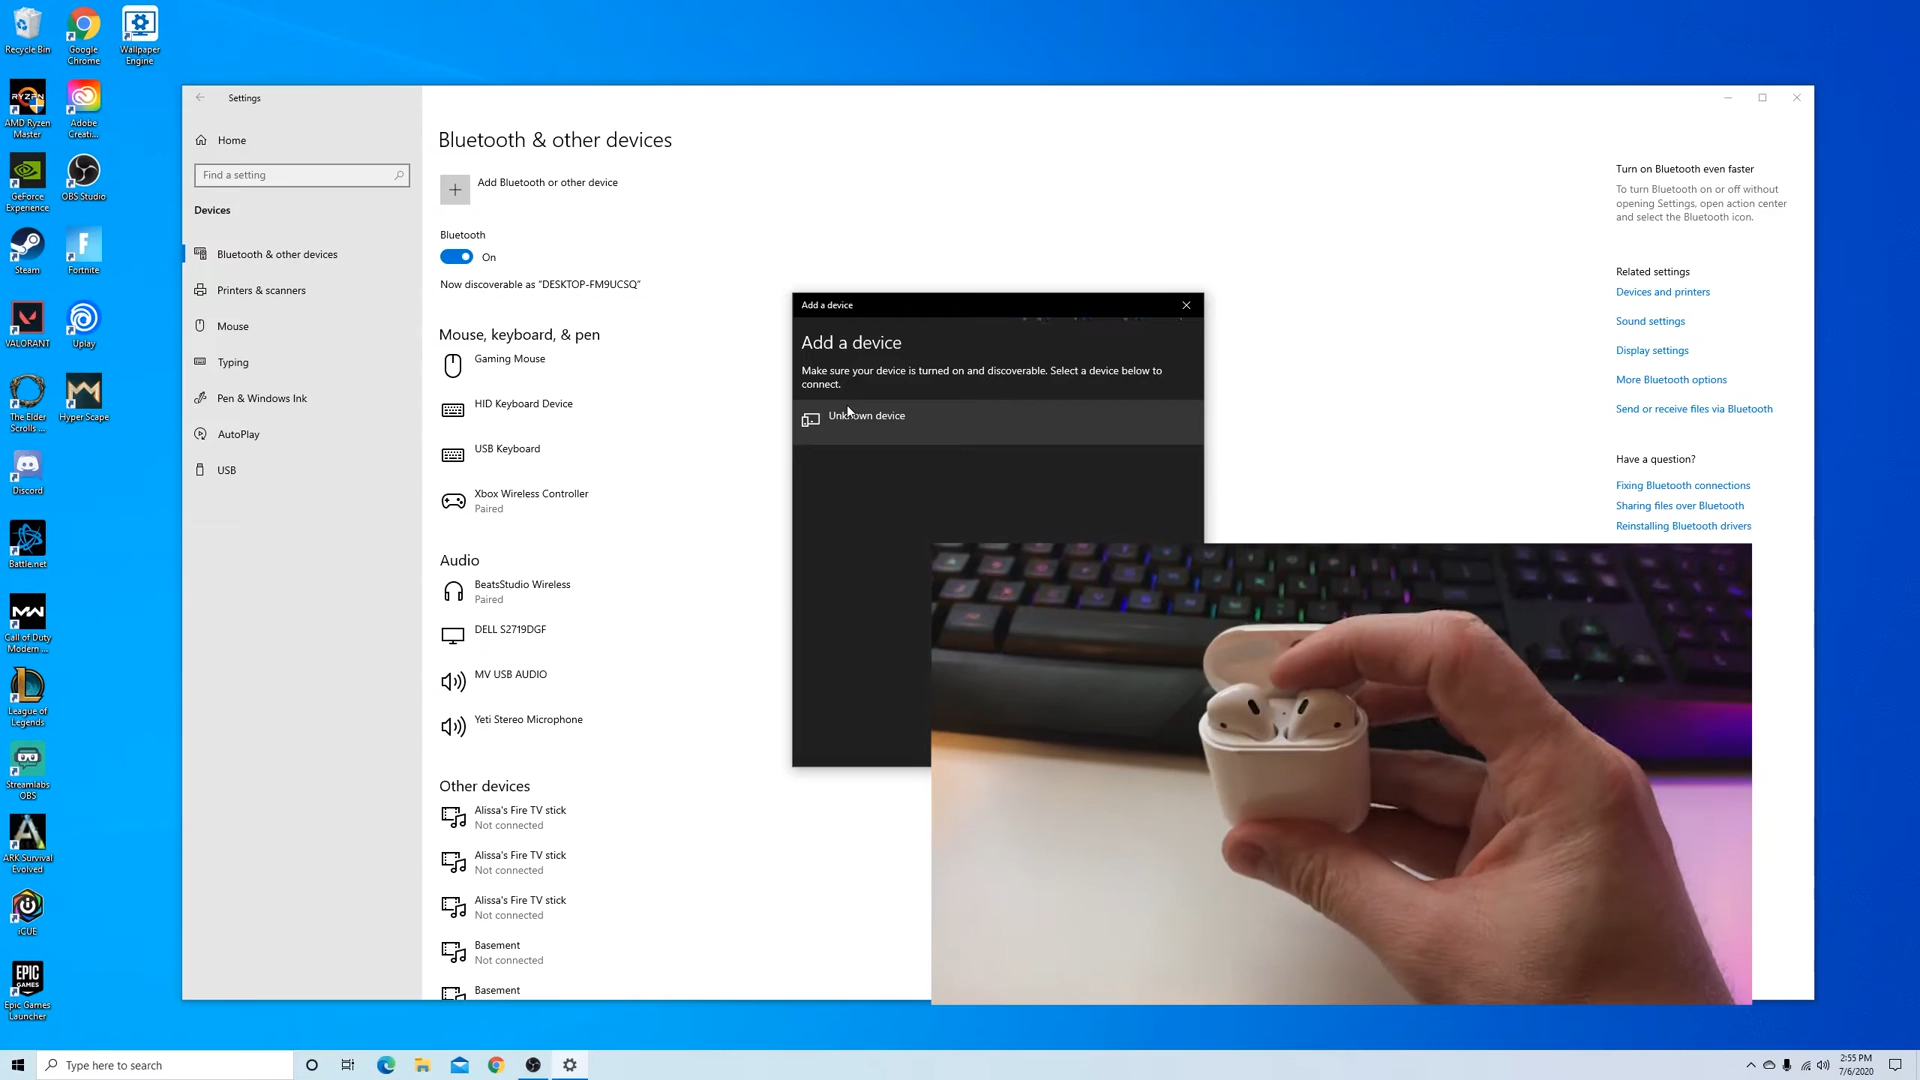 Recycle Bin
Google Chrome
Wallpaper Engine
RYZEN
AMD Ryzen Master
Adobe Creati...
GeForce Experience
OBS Studio
Steam
Fortnite
VALORANT
Uplay
The Elder Scrolls ...
Hyper Scape
Discord
Battle.net
MW
Call of Duty Modern ...
League of Legends
Streamlabs OBS
ARK Survival Evolved
iCUE
EPIC GAMES
Epic Games Launcher
Settings
Home
Find a setting
Devices
Bluetooth & other devices
Printers & scanners
Mouse
Typing
Pen & Windows Ink
AutoPlay
USB
Bluetooth & other devices
Add Bluetooth or other device
Bluetooth
On
Now discoverable as “DESKTOP-FM9UCSQ”
Mouse, keyboard, & pen
Gaming Mouse
HID Keyboard Device
USB Keyboard
Xbox Wireless Controller
Paired
Audio
BeatsStudio Wireless
Paired
DELL S2719DGF
MV USB AUDIO
Yeti Stereo Microphone
Other devices
Alissa's Fire TV stick
Not connected
Alissa's Fire TV stick
Not connected
Alissa's Fire TV stick
Not connected
Basement
Not connected
Basement
Add a device
Add a device
Make sure your device is turned on and discoverable. Select a device below to
connect.
Unknown device
Turn on Bluetooth even faster
To turn Bluetooth on or off without
opening Settings, open action center
and select the Bluetooth icon.
Related settings
Devices and printers
Sound settings
Display settings
More Bluetooth options
Send or receive files via Bluetooth
Have a question?
Fixing Bluetooth connections
Sharing files over Bluetooth
Reinstalling Bluetooth drivers
Type here to search
2:55 PM
7/6/2020